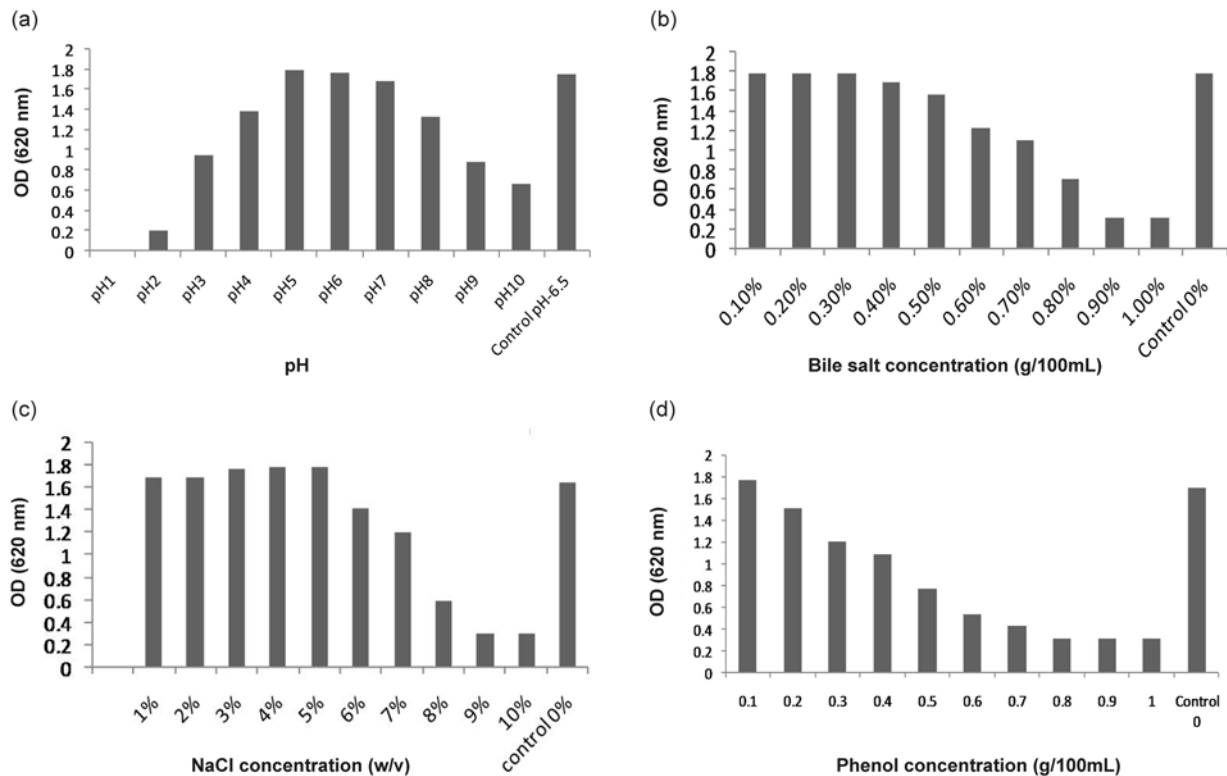 (a)
2
1.8
1.6
1.4
1.2
1
0.8
0.6
0.4
0.2
0
OD (620 nm)
pH1 pH2 pH3 pH4 pH5 pH6 pH7 pH8 pH9 pH10 Control pH-6.5
pH
(b)
2
1.8
1.6
1.4
1.2
1
0.8
0.6
0.4
0.2
0
OD (620 nm)
0.10% 0.20% 0.30% 0.40% 0.50% 0.60% 0.70% 0.80% 0.90% 1.00% Control 0%
Bile salt concentration (g/100mL)
(c)
2
1.8
1.6
1.4
1.2
1
0.8
0.6
0.4
0.2
0
OD (620 nm)
1% 2% 3% 4% 5% 6% 7% 8% 9% 10% control 0%
NaCl concentration (w/v)
(d)
2
1.8
1.6
1.4
1.2
1
0.8
0.6
0.4
0.2
0
OD (620 nm)
0.1 0.2 0.3 0.4 0.5 0.6 0.7 0.8 0.9 1 Control
0
Phenol concentration (g/100mL)